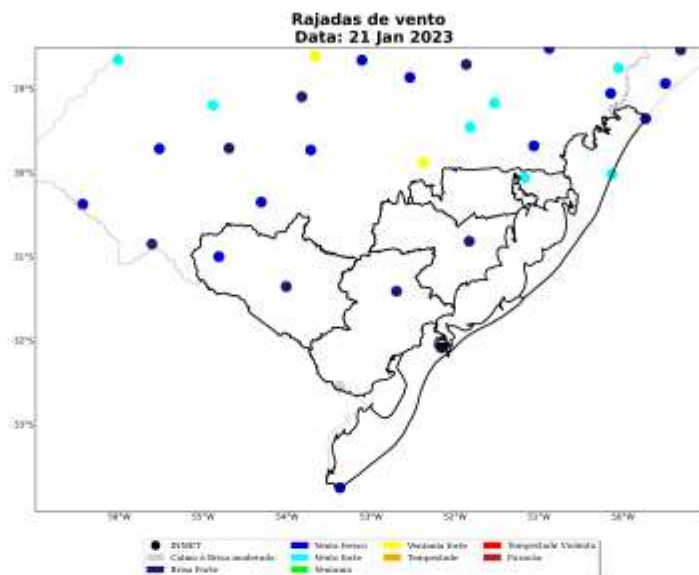 Rajadas de vento
Data: 21 Jan 2023
29°S
30°S
31°S
32°S
33°S
56°W 55°W 54°W 53°W 52°W 51°W 50°W
INMET Vento Fresco Ventania Forte Tempestade Violenta
Calmo à Brisa moderada Vento Forte Tempestade Furacão
Brisa Forte Ventania